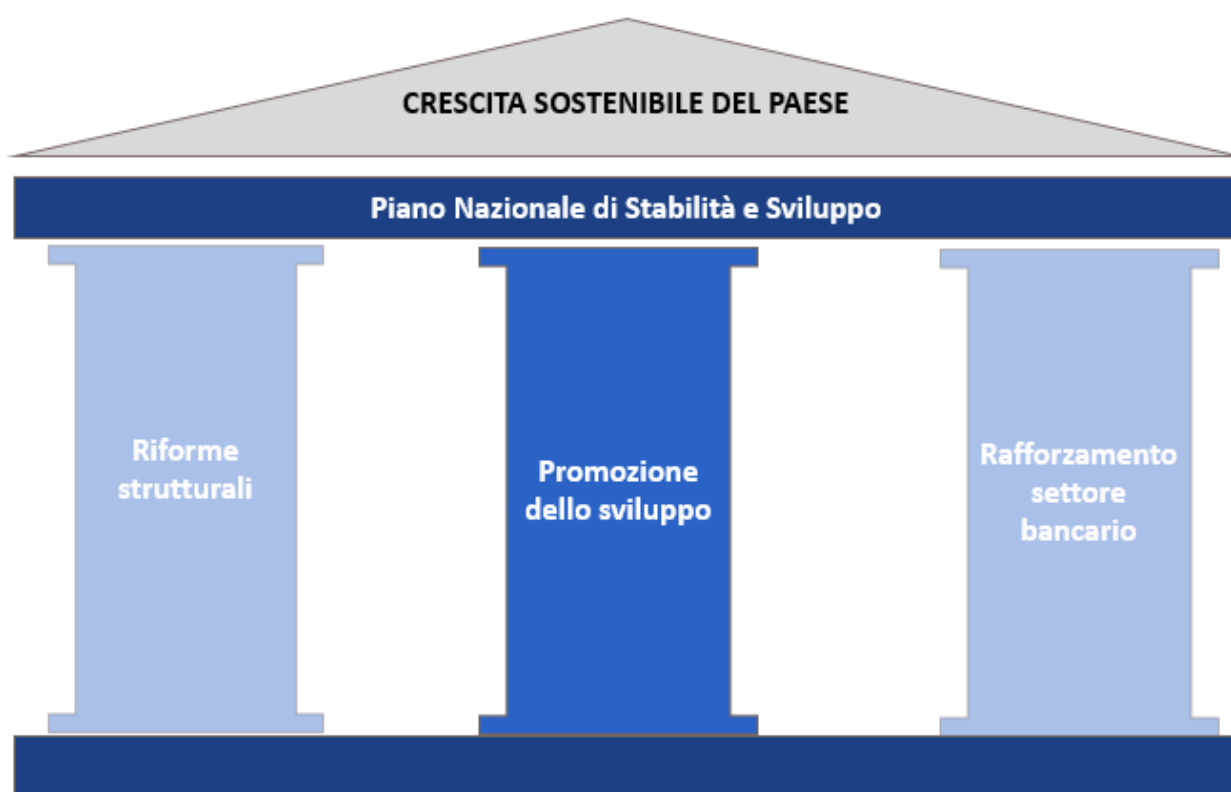 CRESCITA SOSTENIBILE DEL PAESE
Piano Nazionale di Stabilità e Sviluppo
Riforme
strutturali
Promozione
dello sviluppo
Rafforzamento
settore
bancario